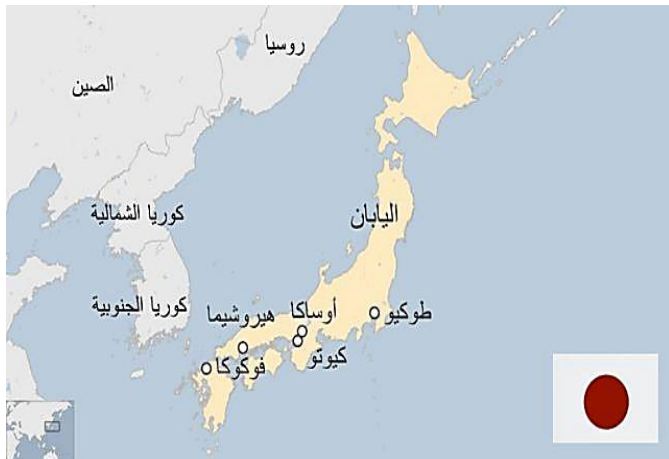 روسيا
الصين
كوريا الشمالية
اليابان
كوريا الجنوبية
هيروشيما
أوساكا
طوكيو
كيوتو
فوكوكا